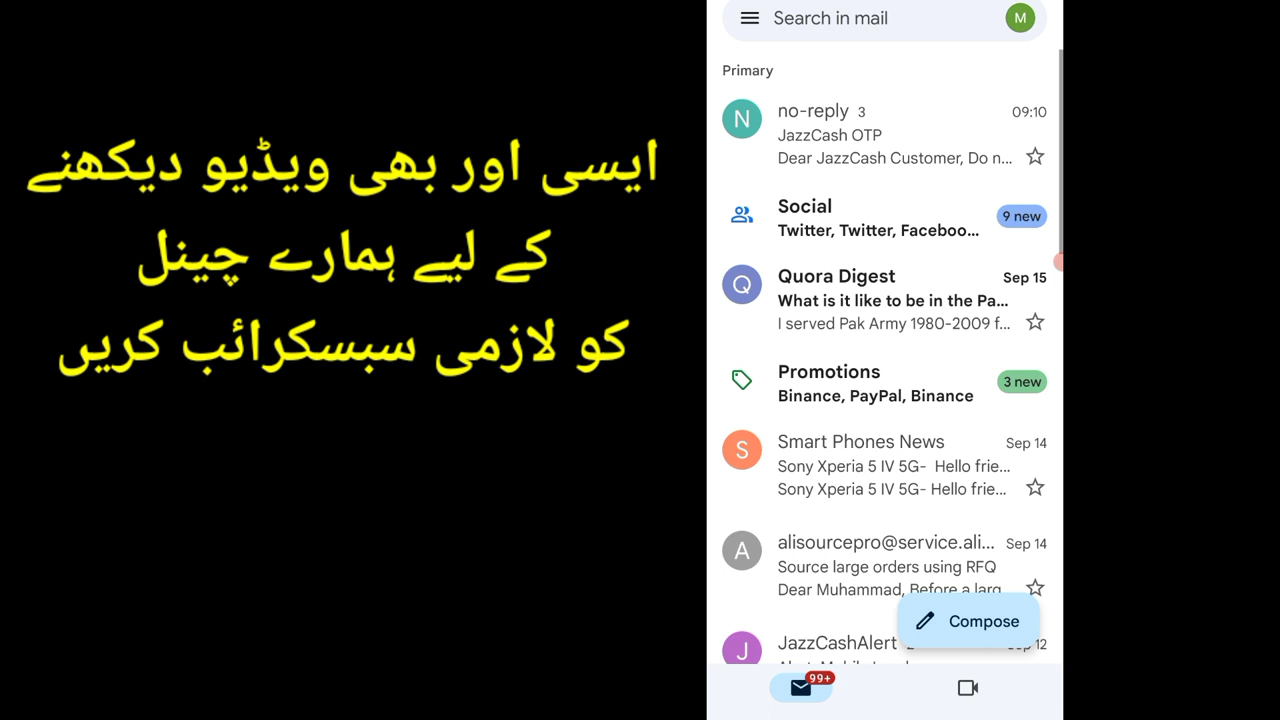 ایسی اور بھی ویڈیو دیکھنے
کے لیے ہمارے چینل
کو لازمی سبسکرائب کریں
Search in mail
M
Primary
N
no-reply 3
09:10
JazzCash OTP
Dear JazzCash Customer, Do n...
Social
9 new
Twitter, Twitter, Faceboo...
Q
Quora Digest
Sep 15
What is it like to be in the Pa...
I served Pak Army 1980-2009 f...
Promotions
3 new
Binance, PayPal, Binance
S
Smart Phones News
Sep 14
Sony Xperia 5 IV 5G- Hello frie...
Sony Xperia 5 IV 5G- Hello frie...
A
alisourcepro@service.ali...
Sep 14
Source large orders using RFQ
Dear Muhammad, Before a larg
Compose
J
JazzCashAlert
12
99+